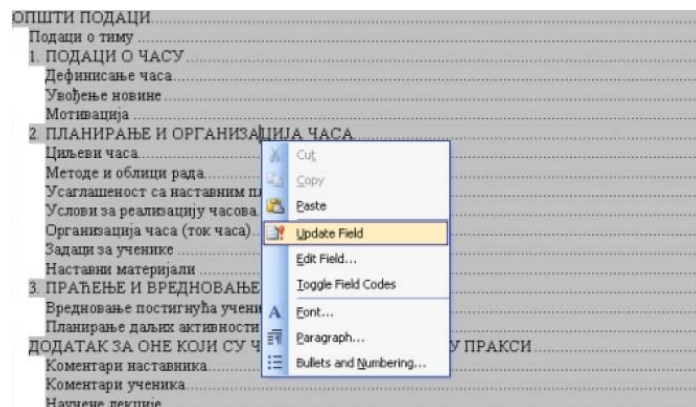 ОПШТИ ПОДАЦИ
Подаци о тиму
1. ПОДАЦИ О ЧАСУ
Дефинисање часа
Увођење новине
Мотивација
2. ПЛАНИРАЊЕ И ОРГАНИЗАЦИЈА ЧАСА
Циљеви часа
Методе и облици рада
Усаглашеност са наставним
Услови за реализацију часова
Организација часа (ток часа)
Задаци за ученике
Наставни материјали
3. ПРАЋЕЊЕ И ВРЕДНОВАЊЕ
Вредновање постигнућа
Планирање даљих активности
ДОДАТАК ЗА ОНЕ КОЈИ СУ ПРАКСИ
Коментари наставника
Коментари ученика
Научене лекције
Cut
Copy
Paste
Update Field
Edit Field...
Toggle Field Codes
Font...
Paragraph...
Bullets and Numbering...